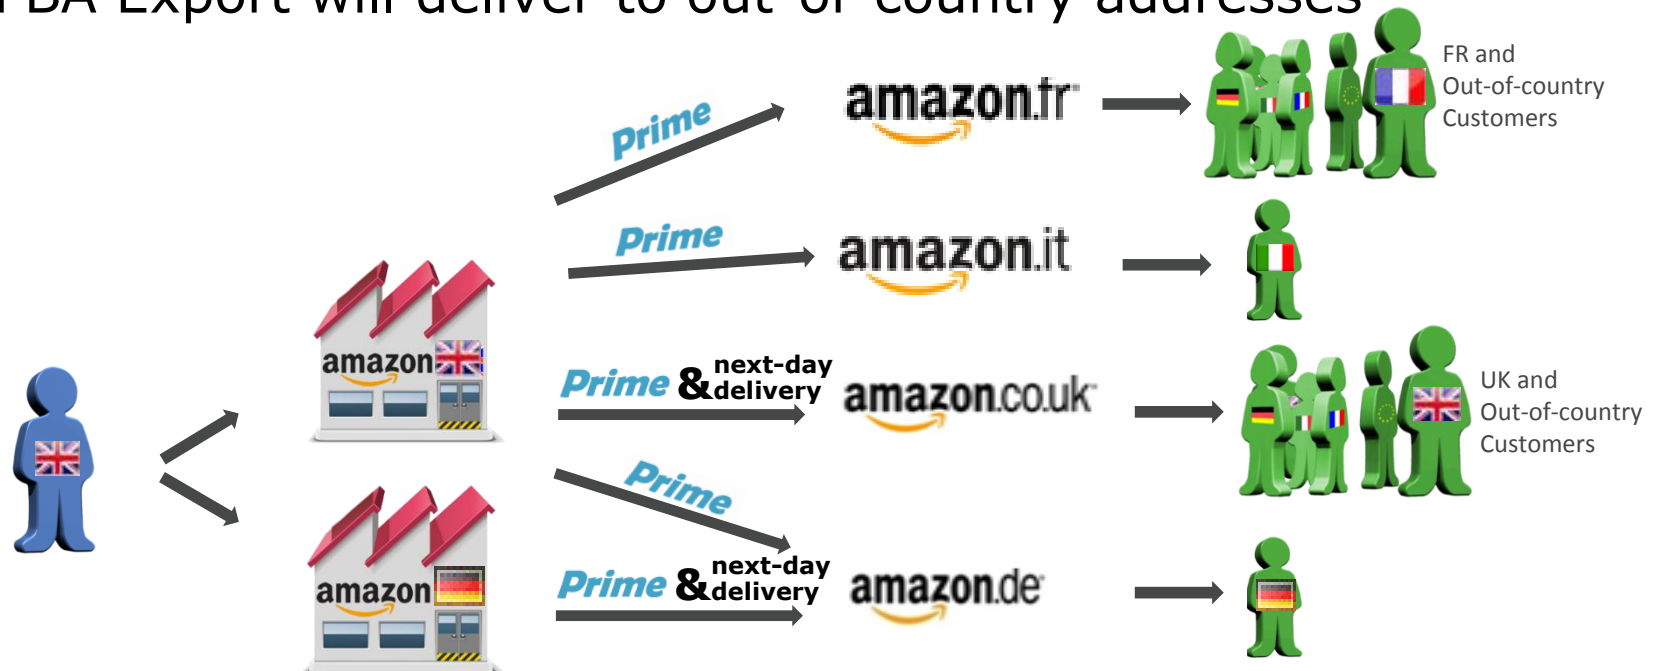 FBA Export will deliver to out-of-country addresses
Prime
amazon.fr
FR and
Out-of-country
Customers
Prime
amazon.it
amazon
Prime & next-day
delivery
amazon.co.uk
UK and
Out-of-country
Customers
Prime
amazon
Prime & next-day
delivery
amazon.de